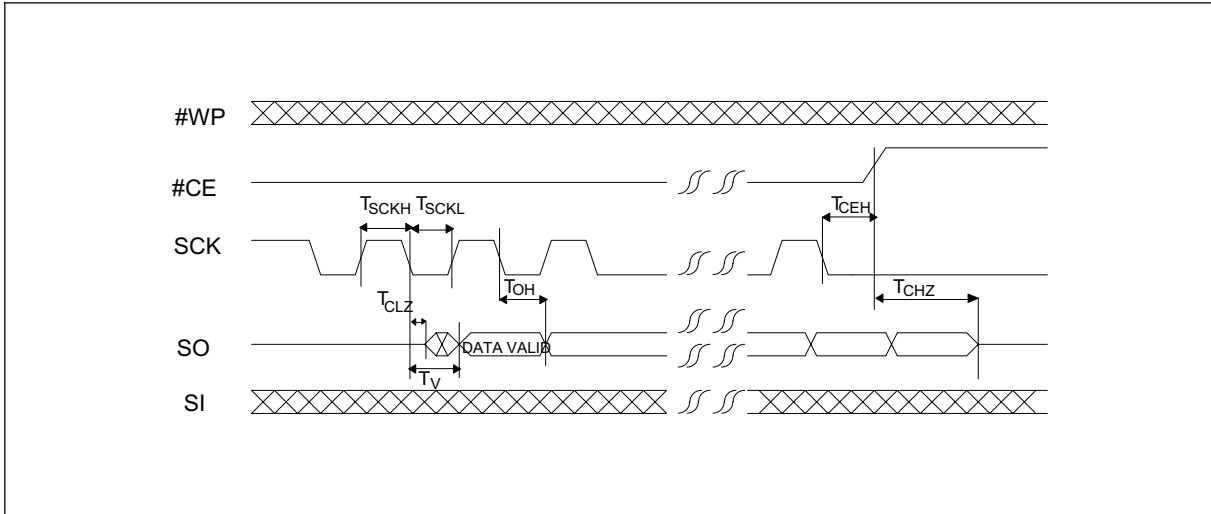 #WP
#CE
TSCKH TSCKL
TCEH
SCK
TOH
TCHZ
TCLZ
SO
DATA VALID
TV
SI